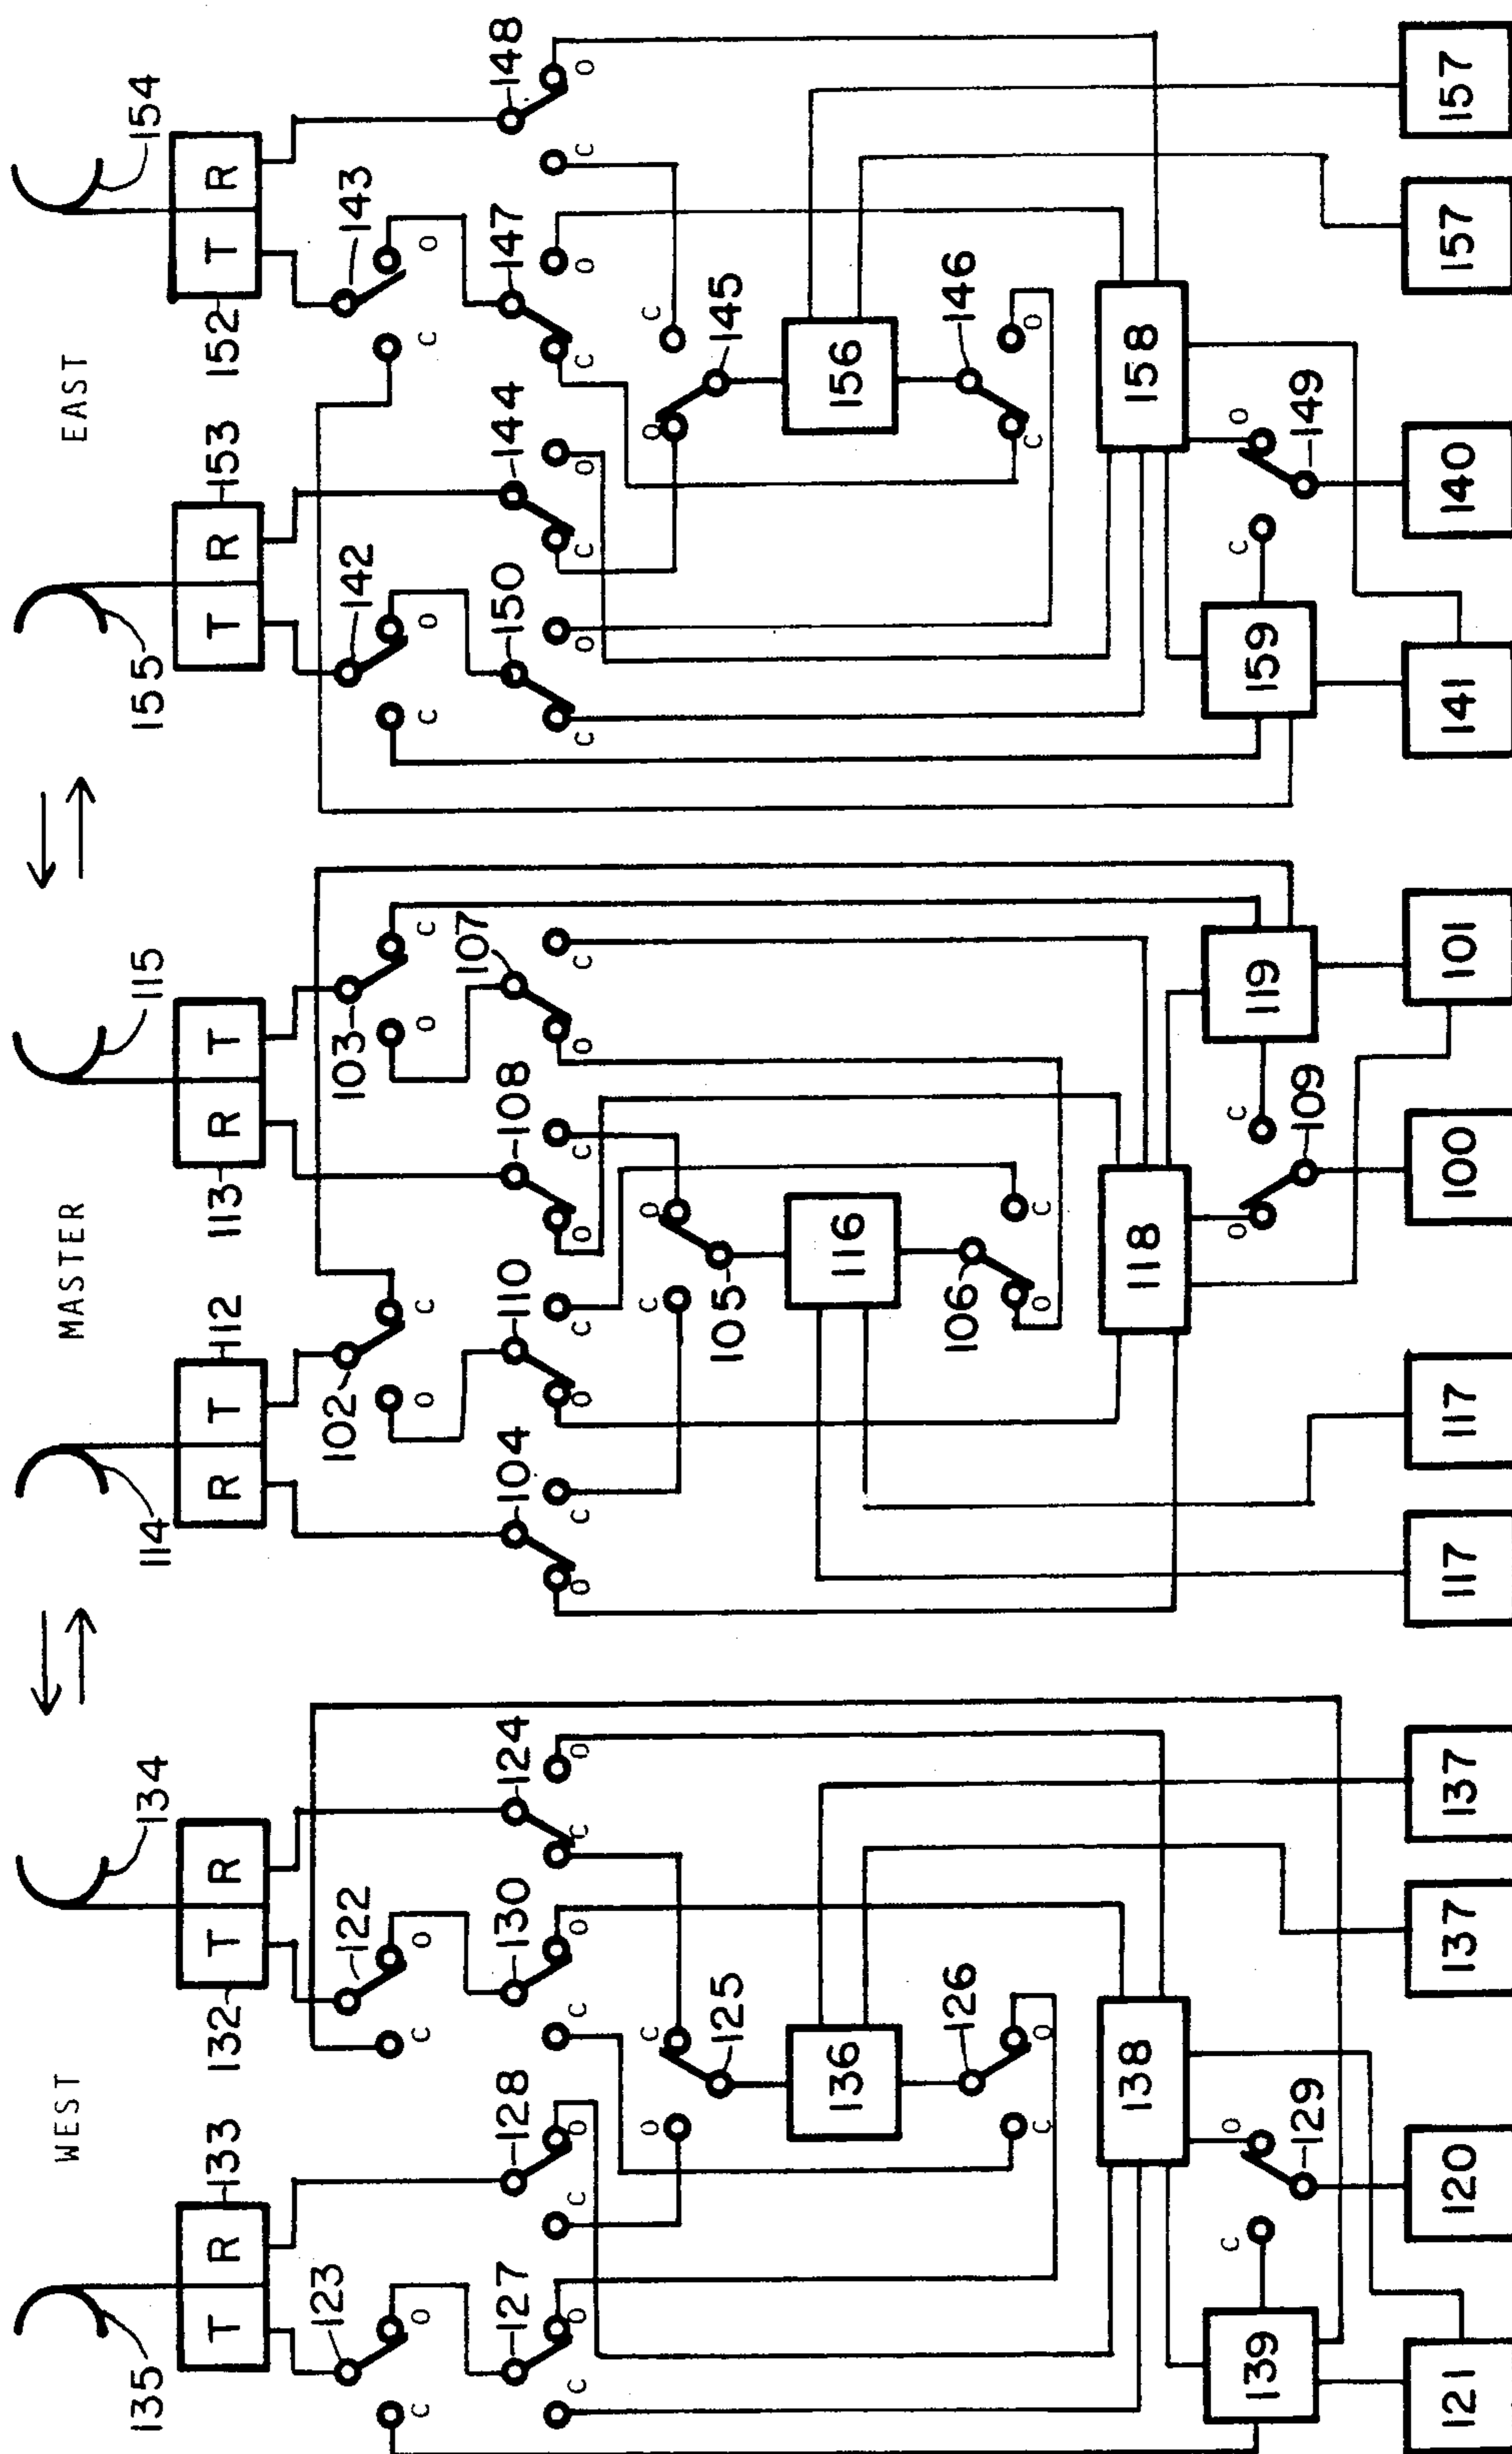 WEST
135
133
T R
132
134
T R
123
C O
122
C O
127
C O
128
C O
130
C O
124
C O
125
O C
136
126
C O
138
139
C O
129
121
120
137
137
MASTER
114
112
R T
113
115
R T
102
O C
103
O C
104
O C
110
O C
108
O C
107
O C
105
C O
116
106
O C
118
119
O C
109
117
117
100
101
EAST
155
153
T R
152
154
T R
142
C O
143
C O
150
C O
144
C O
147
C O
148
C O
145
O C
156
146
C O
158
159
C O
149
141
140
157
157